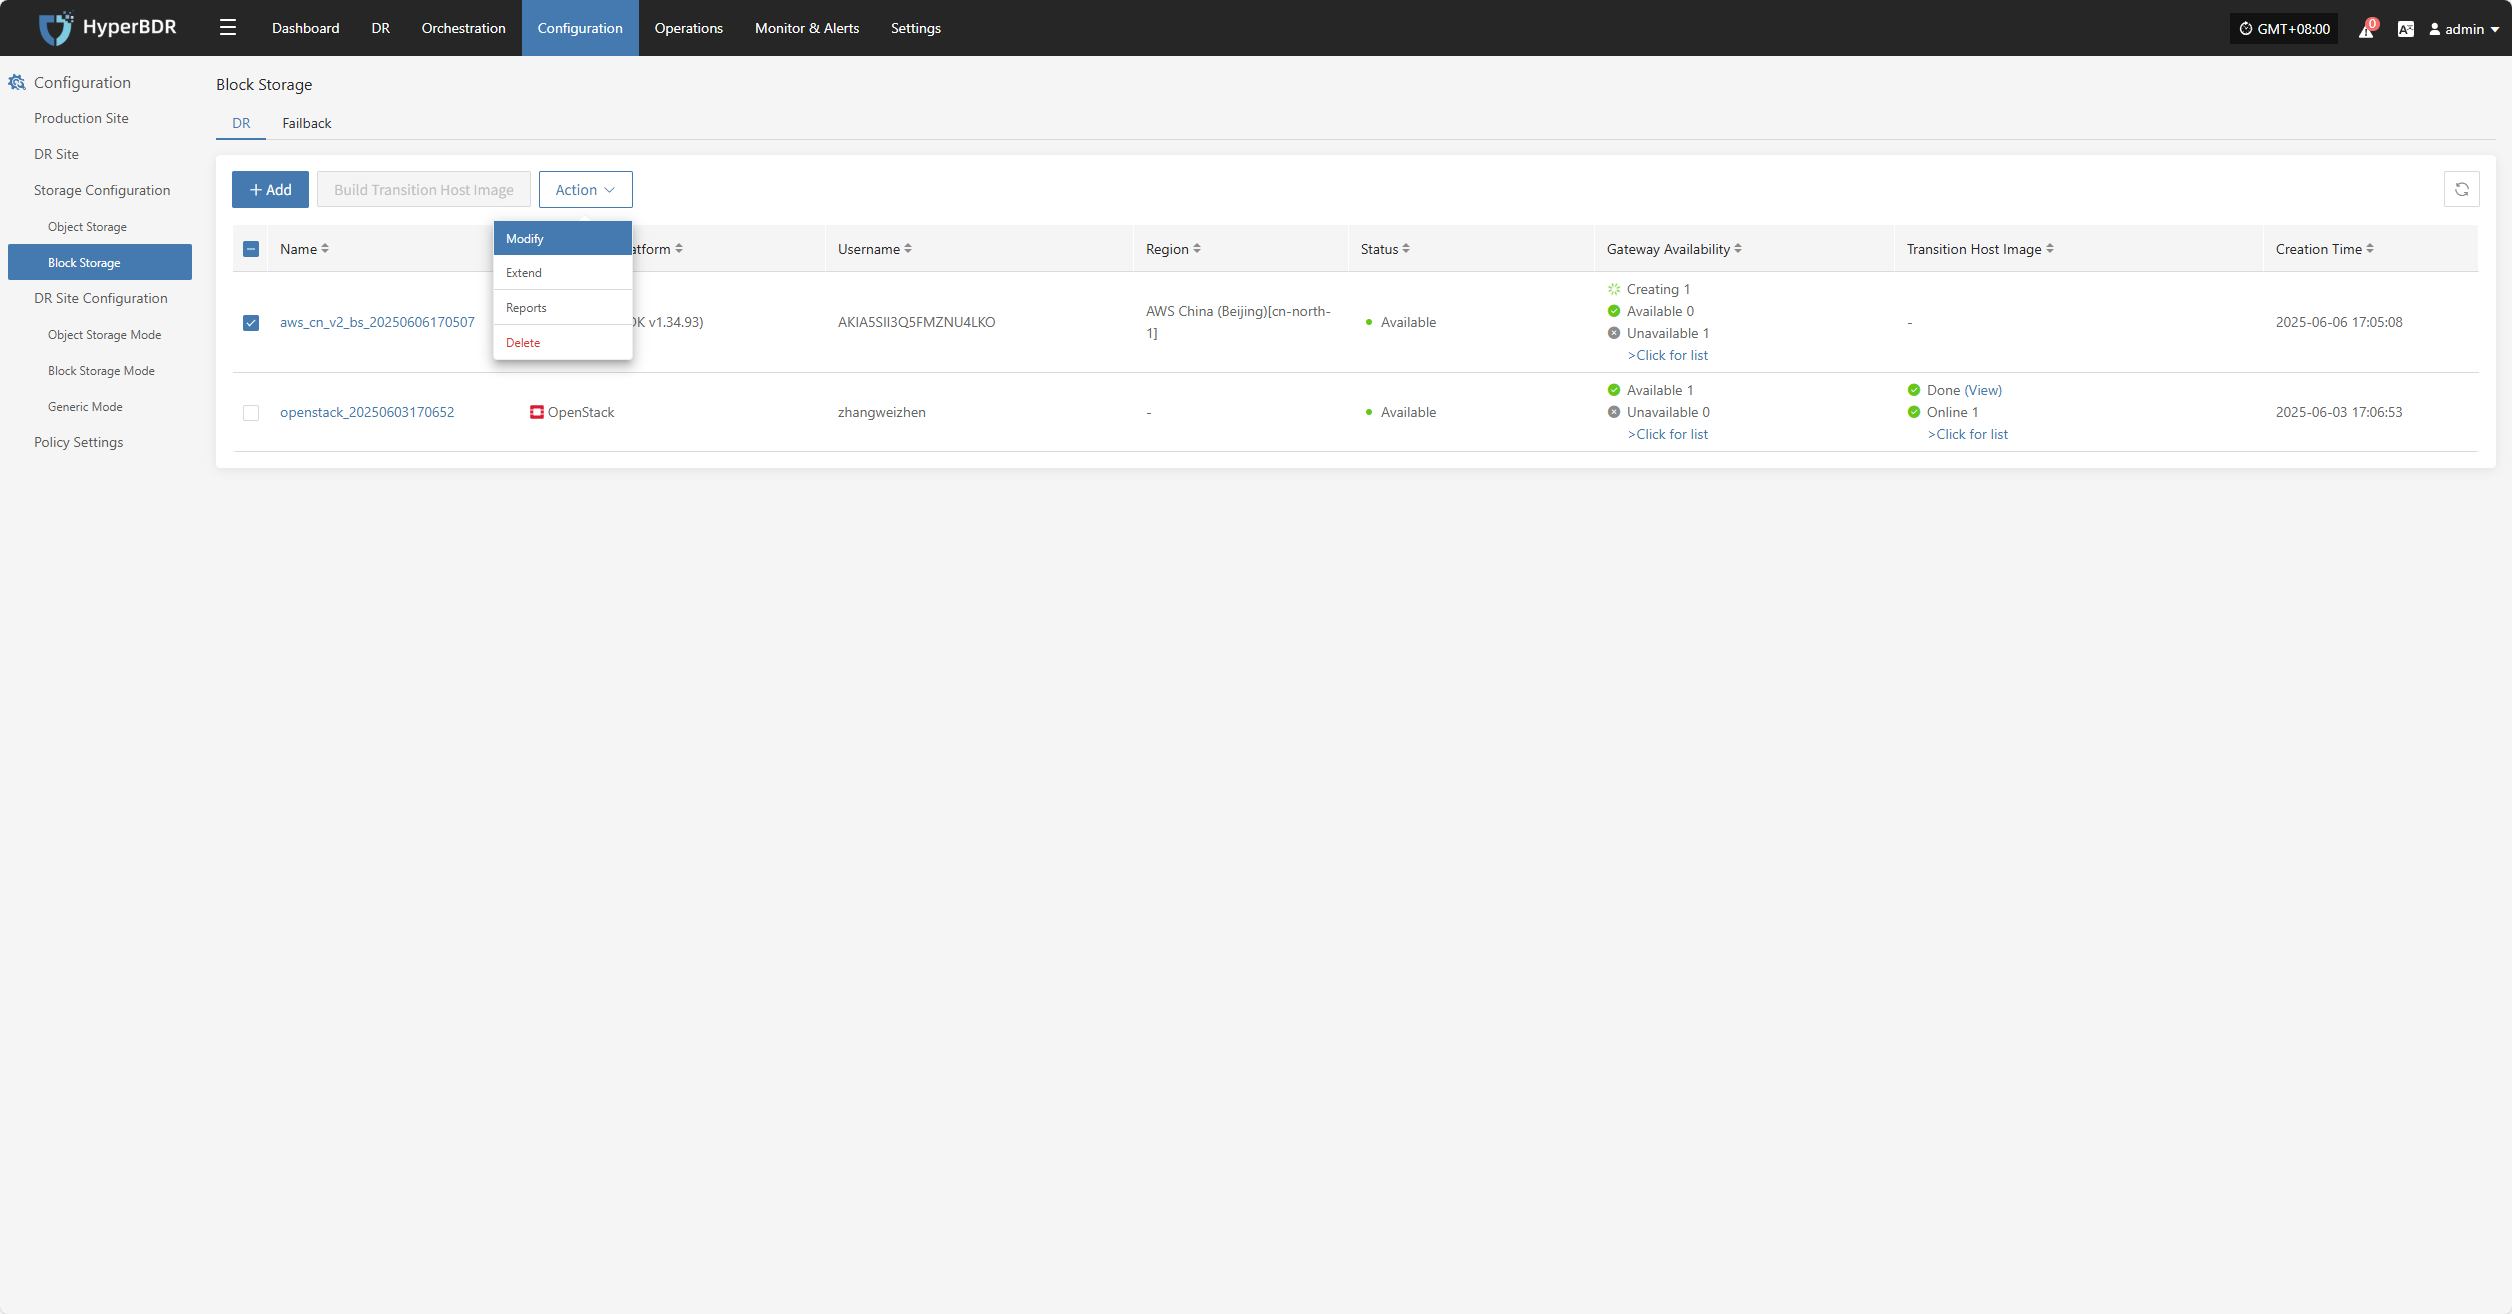 HyperBDR
Dashboard
DR
Orchestration
Configuration
Operations
Monitor & Alerts
Settings
GMT+08:00
0
admin
Configuration
Production Site
DR Site
Storage Configuration
Object Storage
Block Storage
DR Site Configuration
Object Storage Mode
Block Storage Mode
Generic Mode
Policy Settings
Block Storage
DR
Failback
+ Add
Build Transition Host Image
Action
Modify
Extend
Reports
Delete
Name
atform
Username
Region
Status
Gateway Availability
Transition Host Image
Creation Time
aws_cn_v2_bs_20250606170507
K v1.34.93)
AKIA5SII3Q5FMZNU4LKO
AWS China (Beijing)[cn-north-
1]
Available
Creating 1
Available 0
Unavailable 1
>Click for list
-
2025-06-06 17:05:08
openstack_20250603170652
OpenStack
zhangweizhen
-
Available
Available 1
Unavailable 0
>Click for list
Done (View)
Online 1
>Click for list
2025-06-03 17:06:53